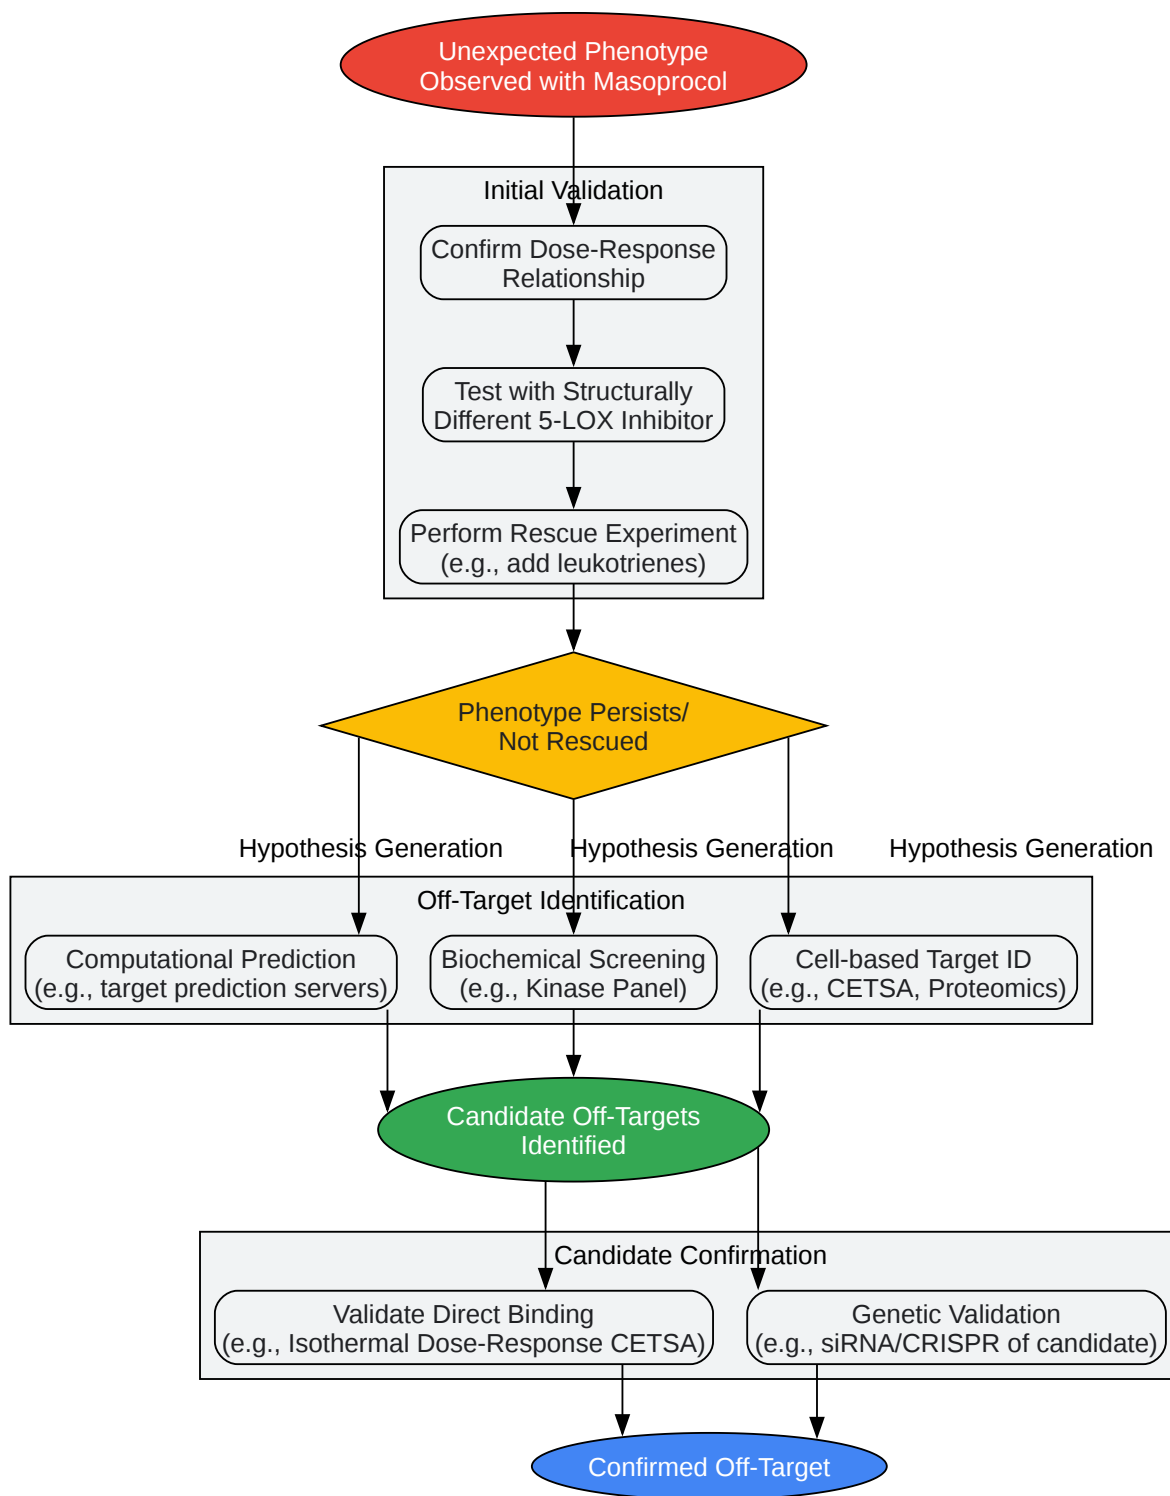 Unexpected Phenotype
Observed with Masoprocol
Initial Validation
Confirm Dose-Response
Relationship
Test with Structurally
Different 5-LOX Inhibitor
Perform Rescue Experiment
(e.g., add leukotrienes)
Phenotype Persists/
Not Rescued
Hypothesis Generation
Hypothesis Generation
Hypothesis Generation
Off-Target Identification
Computational Prediction
(e.g., target prediction servers)
Biochemical Screening
(e.g., Kinase Panel)
Cell-based Target ID
(e.g., CETSA, Proteomics)
Candidate Off-Targets
Identified
Candidate Confirmation
Validate Direct Binding
(e.g., Isothermal Dose-Response CETSA)
Genetic Validation
(e.g., siRNA/CRISPR of candidate)
Confirmed Off-Target